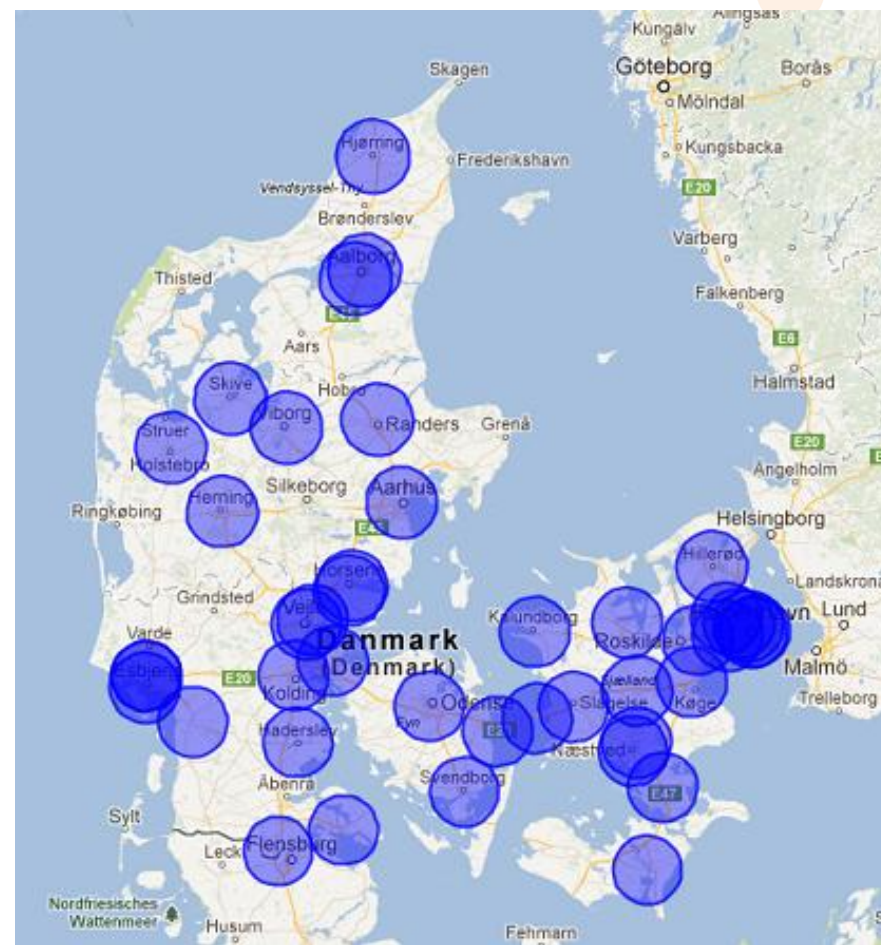 Alingsås
Kungälv
Göteborg
Borås
Mölndal
Skagen
Hjørring
Frederikshavn
Kungsbacka
E20
Vendsyssel-Thy
Brønderslev
Varberg
Aalborg
Thisted
Falkenberg
E6
Aars
Halmstad
Skive
Hobro
Viborg
Randers
Grenå
Struer
Holstebro
E20
Ängelholm
Silkeborg
Aarhus
Herning
Ringkøbing
Helsingborg
Hillerød
Horsens
Landskrona
Grindsted
Vejle
Kalundborg
vn
Lund
Varde
Danmark
(Denmark)
Roskilde
Malmö
Esbjerg
E20
Kolding
Sjælland
Odense
Slagelse
Køge
Trelleborg
Fyn
Haderslev
Næstved
Åbenrå
Svendborg
E47
Sylt
Leck
Flensburg
Nordfriesisches
Wattenmeer
Husum
Fehmarn